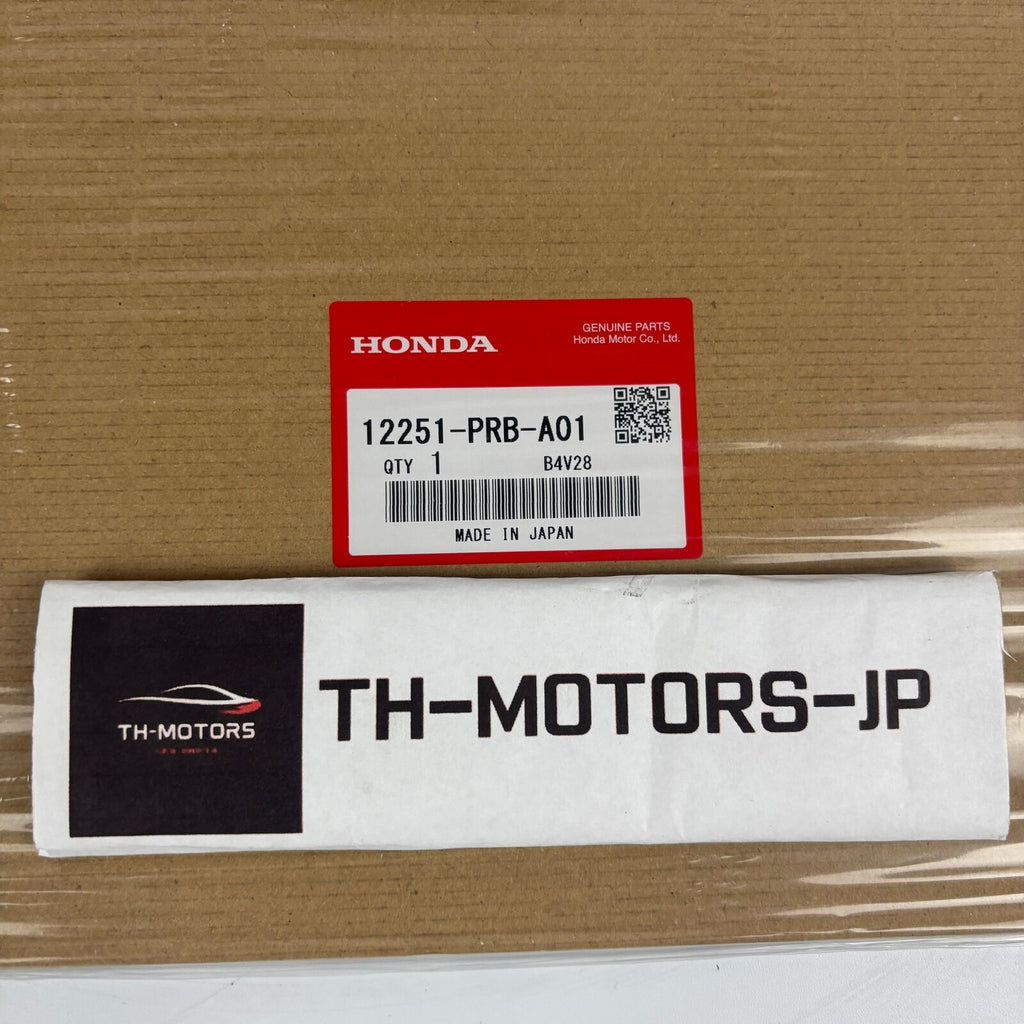 HONDA
GENUINE PARTS
Honda Motor Co., Ltd.
12251-PRB-A01
QTY 1 B4V28
MADE IN JAPAN
TH-MOTORS
TH-MOTORS-JP